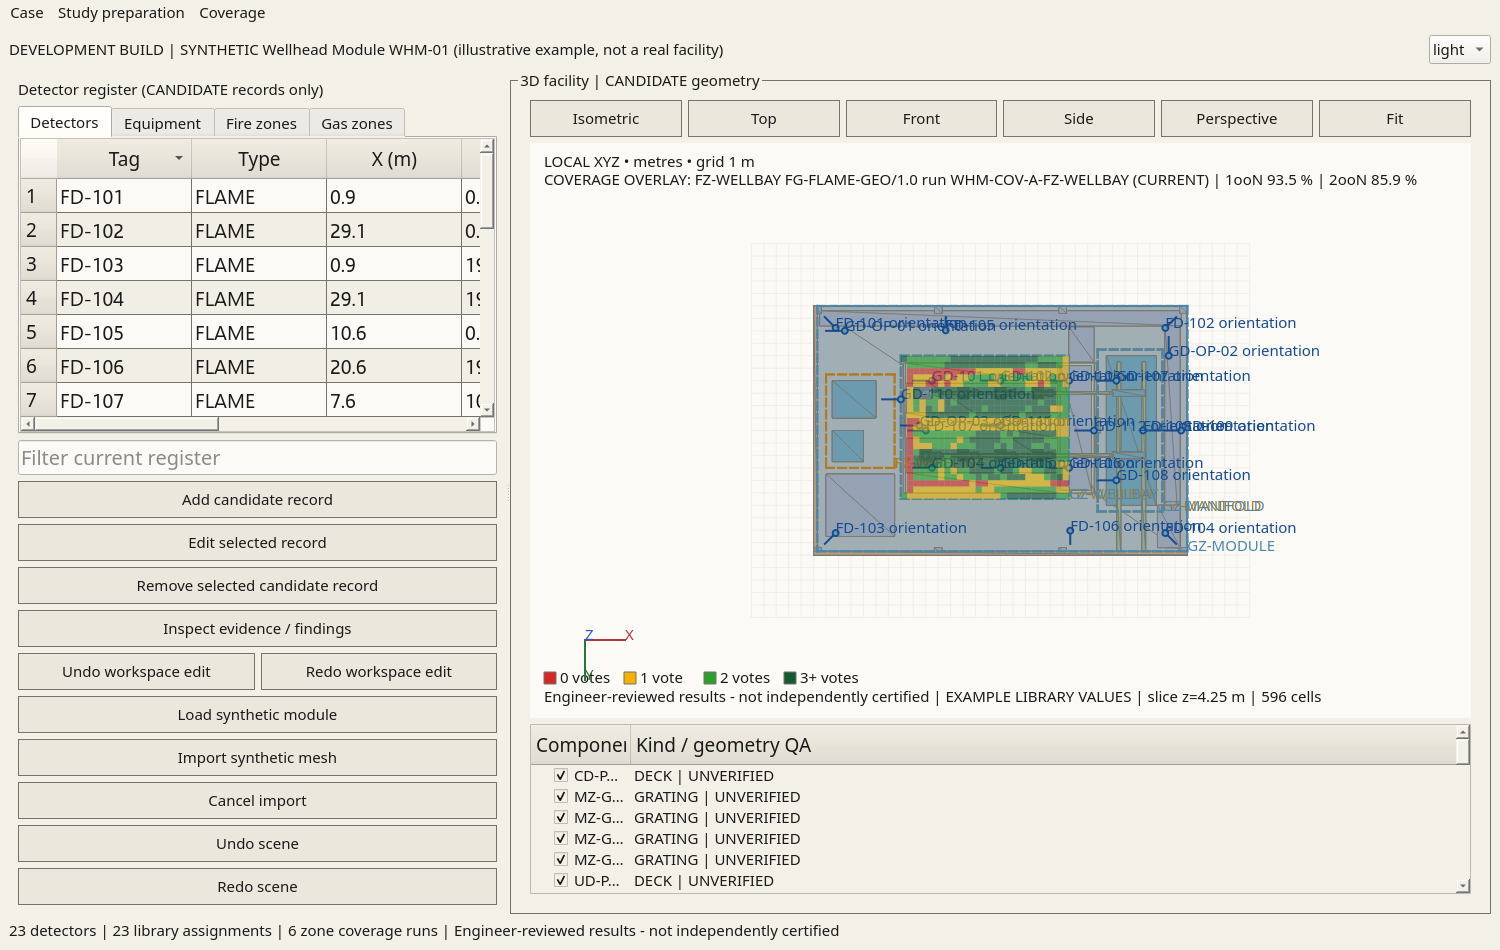 Case Study preparation Coverage
DEVELOPMENT BUILD | SYNTHETIC Wellhead Module WHM-01 (illustrative example, not a real facility)
light
Detector register (CANDIDATE records only)
Detectors Equipment Fire zones Gas zones
Tag Type X (m)
1 FD-101 FLAME 0.9 0.
2 FD-102 FLAME 29.1 0.
3 FD-103 FLAME 0.9 19
4 FD-104 FLAME 29.1 19
5 FD-105 FLAME 10.6 0.
6 FD-106 FLAME 20.6 19
7 FD-107 FLAME 7.6 10
Filter current register
Add candidate record
Edit selected record
Remove selected candidate record
Inspect evidence / findings
Undo workspace edit Redo workspace edit
Load synthetic module
Import synthetic mesh
Cancel import
Undo scene
Redo scene
3D facility | CANDIDATE geometry
Isometric Top Front Side Perspective Fit
LOCAL XYZ • metres • grid 1 m
COVERAGE OVERLAY: FZ-WELLBAY FG-FLAME-GEO/1.0 run WHM-COV-A-FZ-WELLBAY (CURRENT) | 1ooN 93.5 % | 2ooN 85.9 %
FD-101 orientation
FD-102 orientation
GD-OP-02 orientation
GD-110 orientation
GD-108 orientation
FD-103 orientation
FD-106 orientation
FD-104 orientation
GZ-MODULE
Z X
Y
0 votes 1 vote 2 votes 3+ votes
Engineer-reviewed results - not independently certified | EXAMPLE LIBRARY VALUES | slice z=4.25 m | 596 cells
Componer Kind / geometry QA
CD-P... DECK | UNVERIFIED
MZ-G... GRATING | UNVERIFIED
MZ-G... GRATING | UNVERIFIED
MZ-G... GRATING | UNVERIFIED
MZ-G... GRATING | UNVERIFIED
UD-P... DECK | UNVERIFIED
23 detectors | 23 library assignments | 6 zone coverage runs | Engineer-reviewed results - not independently certified